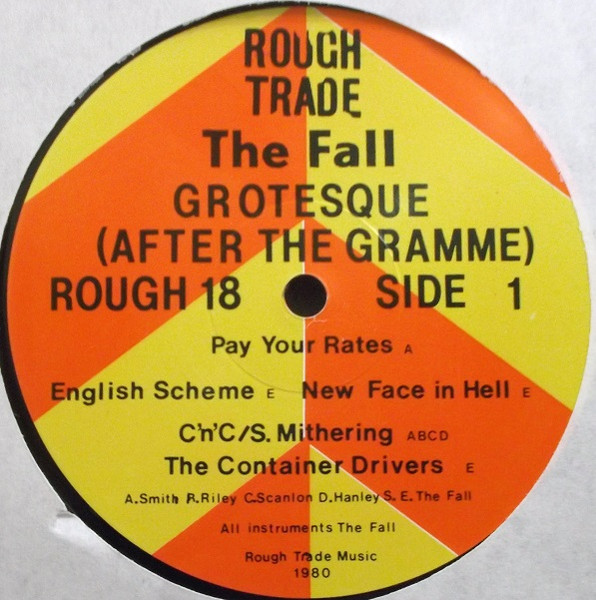 ROUGH
TRADE
The Fall
GROTESQUE
(AFTER THE GRAMME)
ROUGH 18 SIDE 1
Pay Your Rates A
English Scheme E New Face in Hell E
C'n'C/S. Mithering ABCD
The Container Drivers E
A.Smith R.Riley C.Scanlon D.Hanley S. E.The Fall
All instruments The Fall
Rough Trade Music
1980